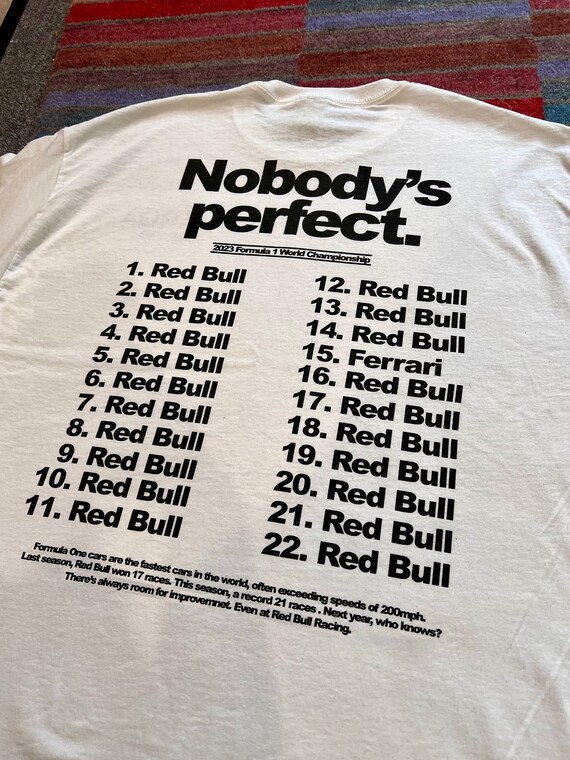 Nobody's
perfect.
2023 Formula 1 World Championship
1. Red Bull
2. Red Bull
3. Red Bull
4. Red Bull
5. Red Bull
6. Red Bull
7. Red Bull
8. Red Bull
9. Red Bull
10. Red Bull
11. Red Bull
12. Red Bull
13. Red Bull
14. Red Bull
15. Ferrari
16. Red Bull
17. Red Bull
18. Red Bull
19. Red Bull
20. Red Bull
21. Red Bull
22. Red Bull
Formula One cars are the fastest cars in the world, often exceeding speeds of 200mph.
Last season, Red Bull won 17 races. This season, a record 21 races . Next year, who knows?
There's always room for improvemnet. Even at Red Bull Racing.